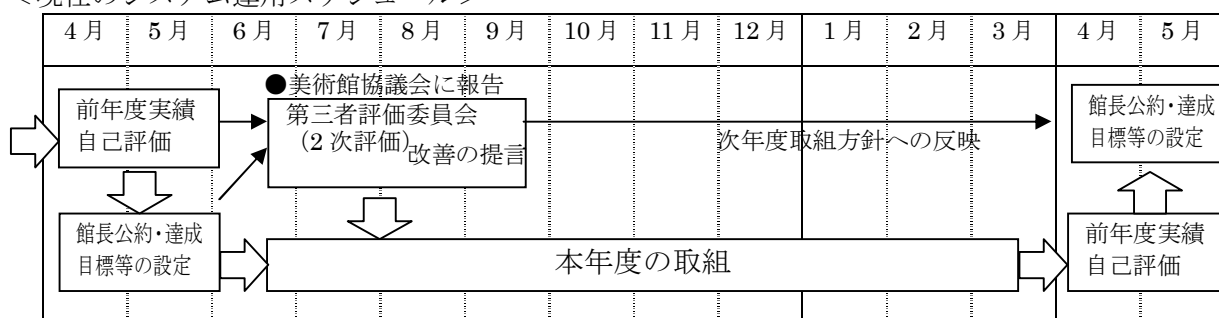 <現在のシステム運用スケジュール>
4月 5月 6月 7月 8月 9月 10月 11月 12月 1月 2月 3月 4月 5月
●美術館協議会に報告
前年度実績
自己評価
第三者評価委員会
(2次評価)
改善の提言
次年度取組方針への反映
館長公約・達成
目標等の設定
館長公約・達成
目標等の設定
本年度の取組
前年度実績
自己評価